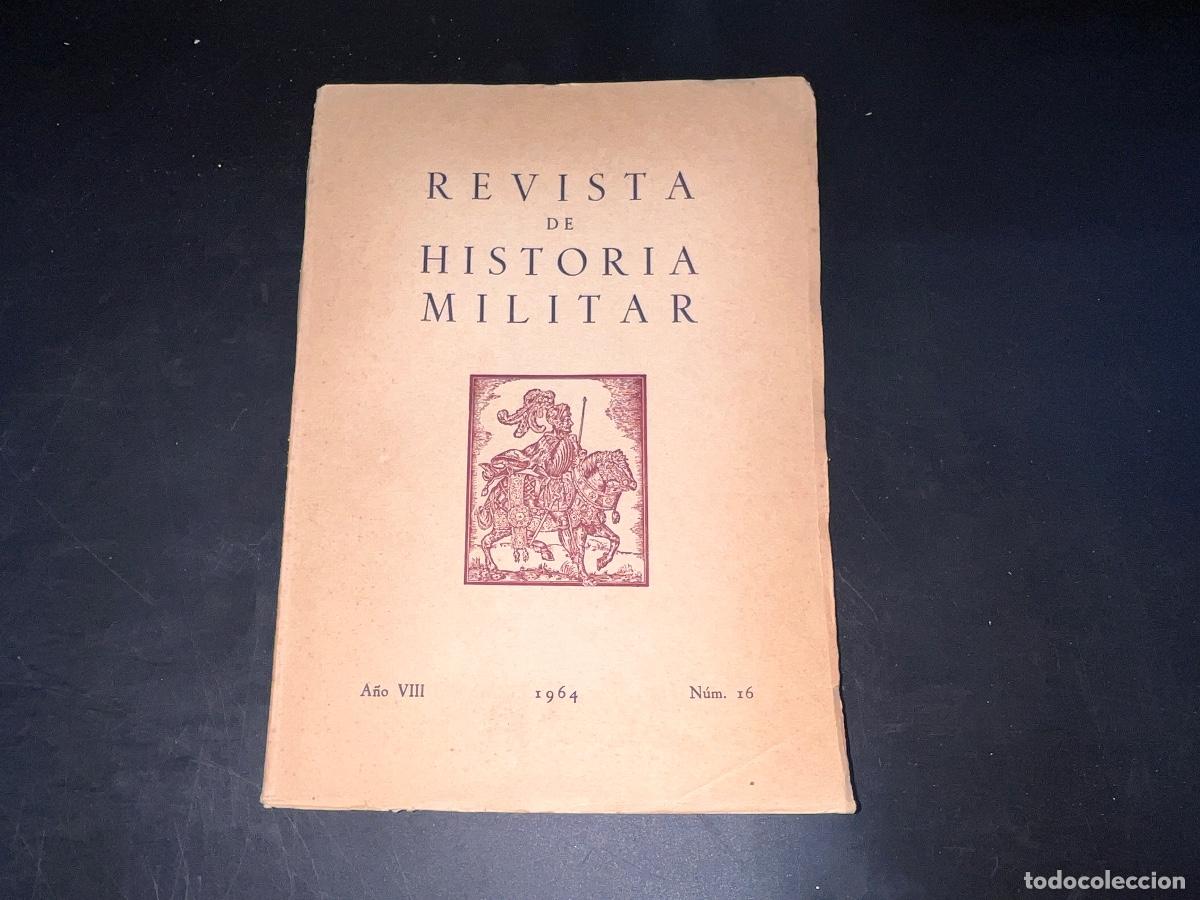 REVISTA
DE
HISTORIA
MILITAR
Año VIII 1964 Núm. 16
todocoleccion